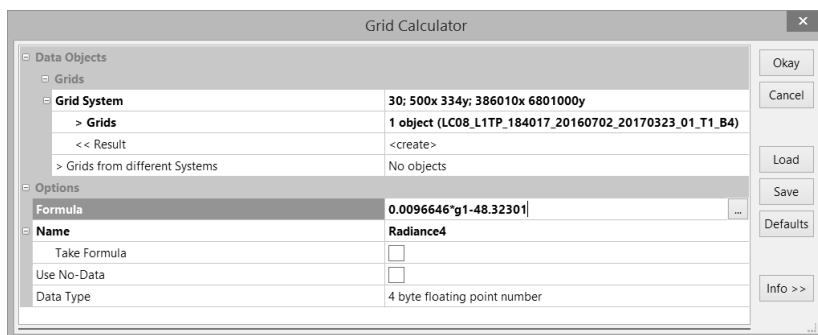 Grid Calculator
Data Objects
Grids
Grid System 30; 500x 334y; 386010x 6801000y
> Grids 1 object (LC08_L1TP_184017_20160702_20170323_01_T1_B4)
<< Result <create>
> Grids from different Systems No objects
Options
Formula 0.0096646*g1-48.32301 ...
Name Radiance4
Take Formula
Use No-Data
Data Type 4 byte floating point number
Okay
Cancel
Load
Save
Defaults
Info >>